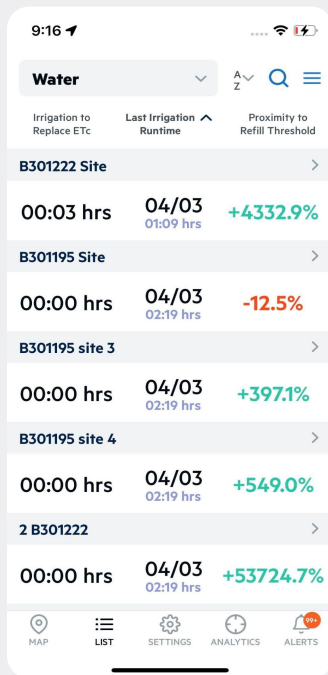 9:16
Water
A
Z
Irrigation to Last Irrigation Proximity to
Replace ETc Runtime Refill Threshold
B301222 Site
00:03 hrs 04/03 +4332.9%
01:09 hrs
B301195 Site
00:00 hrs 04/03 -12.5%
02:19 hrs
B301195 site 3
00:00 hrs 04/03 +397.1%
02:19 hrs
B301195 site 4
00:00 hrs 04/03 +549.0%
02:19 hrs
2 B301222
00:00 hrs 04/03 +53724.7%
02:19 hrs
99+
MAP LIST SETTINGS ANALYTICS ALERTS